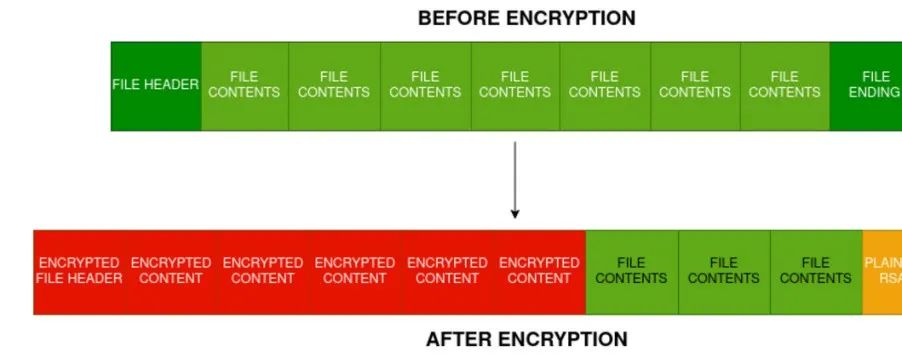 BEFORE ENCRYPTION
FILE HEADER
FILE
CONTENTS
FILE
CONTENTS
FILE
CONTENTS
FILE
CONTENTS
FILE
CONTENTS
FILE
CONTENTS
FILE
CONTENTS
FILE
ENDING
ENCRYPTED
FILE HEADER
ENCRYPTED
CONTENT
ENCRYPTED
CONTENT
ENCRYPTED
CONTENT
ENCRYPTED
CONTENT
ENCRYPTED
CONTENT
FILE
CONTENTS
FILE
CONTENTS
FILE
CONTENTS
PLAIN
RSA
AFTER ENCRYPTION